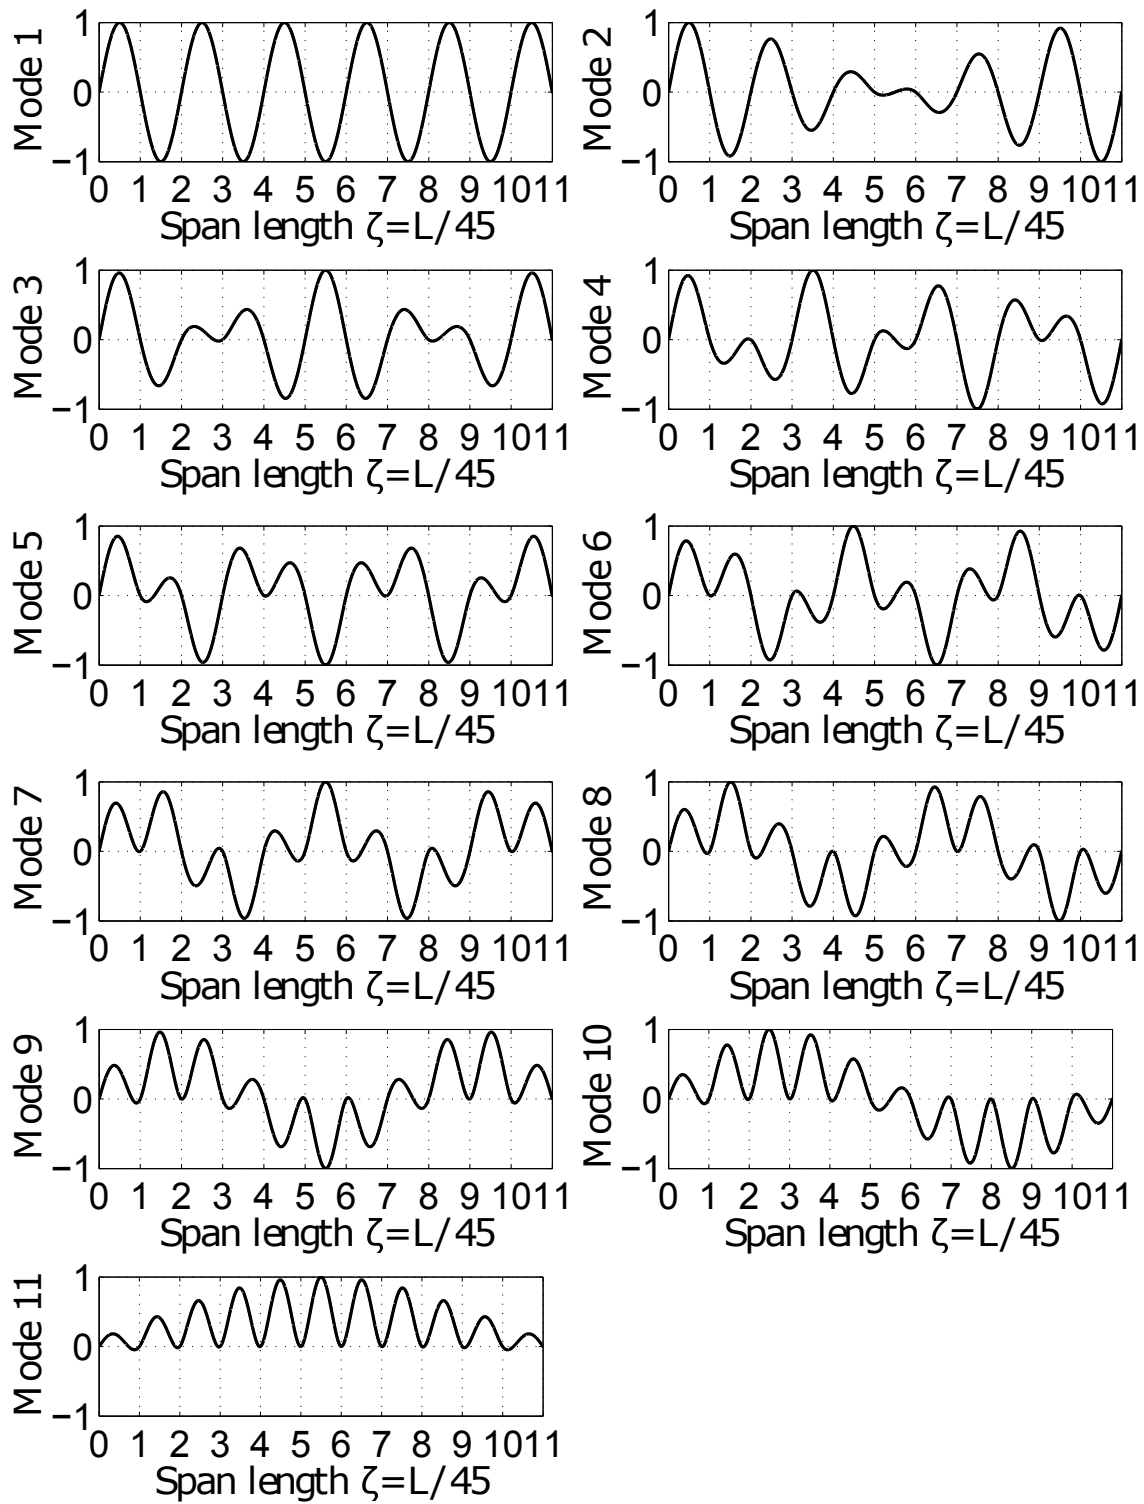 Mode 1
1
0
−1
0 1 2 3 4 5 6 7 8 9 1011
Span length ζ=L/45
Mode 2
1
0
−1
0 1 2 3 4 5 6 7 8 9 1011
Span length ζ=L/45
Mode 3
1
0
−1
0 1 2 3 4 5 6 7 8 9 1011
Span length ζ=L/45
Mode 4
1
0
−1
0 1 2 3 4 5 6 7 8 9 1011
Span length ζ=L/45
Mode 5
1
0
−1
0 1 2 3 4 5 6 7 8 9 1011
Span length ζ=L/45
Mode 6
1
0
−1
0 1 2 3 4 5 6 7 8 9 1011
Span length ζ=L/45
Mode 7
1
0
−1
0 1 2 3 4 5 6 7 8 9 1011
Span length ζ=L/45
Mode 8
1
0
−1
0 1 2 3 4 5 6 7 8 9 1011
Span length ζ=L/45
Mode 9
1
0
−1
0 1 2 3 4 5 6 7 8 9 1011
Span length ζ=L/45
Mode 10
1
0
−1
0 1 2 3 4 5 6 7 8 9 1011
Span length ζ=L/45
Mode 11
1
0
−1
0 1 2 3 4 5 6 7 8 9 1011
Span length ζ=L/45